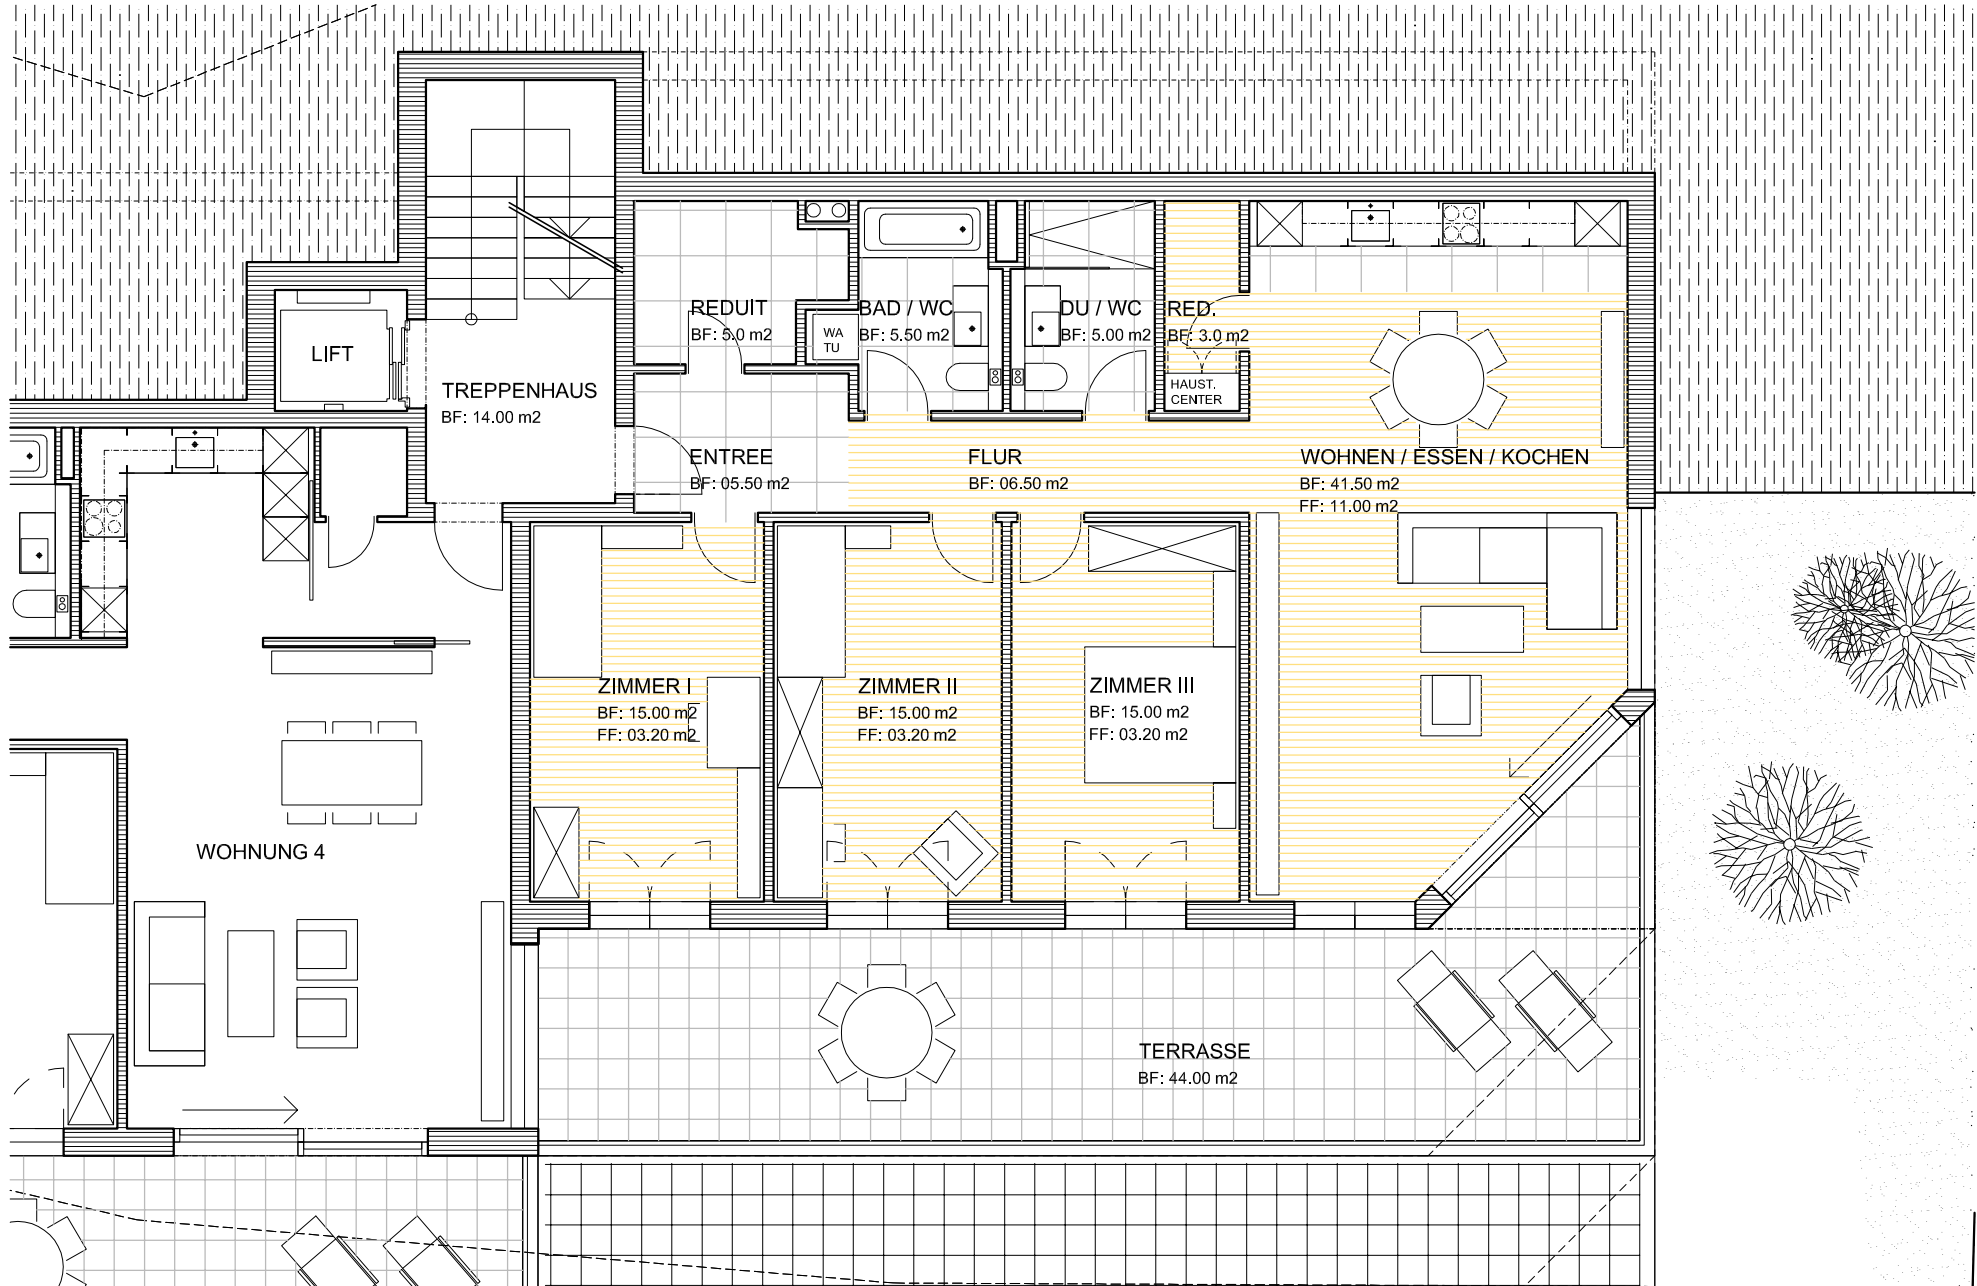 REDUIT
BF: 5.0 m2
WA
TU
BAD / WC
BF: 5.50 m2
DU / WC
BF: 5.00 m2
RED.
BF: 3.0 m2
HAUST.
CENTER
LIFT
TREPPENHAUS
BF: 14.00 m2
ENTREE
BF: 05.50 m2
FLUR
BF: 06.50 m2
WOHNEN / ESSEN / KOCHEN
BF: 41.50 m2
FF: 11.00 m2
ZIMMER I
BF: 15.00 m2
FF: 03.20 m2
ZIMMER II
BF: 15.00 m2
FF: 03.20 m2
ZIMMER III
BF: 15.00 m2
FF: 03.20 m2
WOHNUNG 4
TERRASSE
BF: 44.00 m2